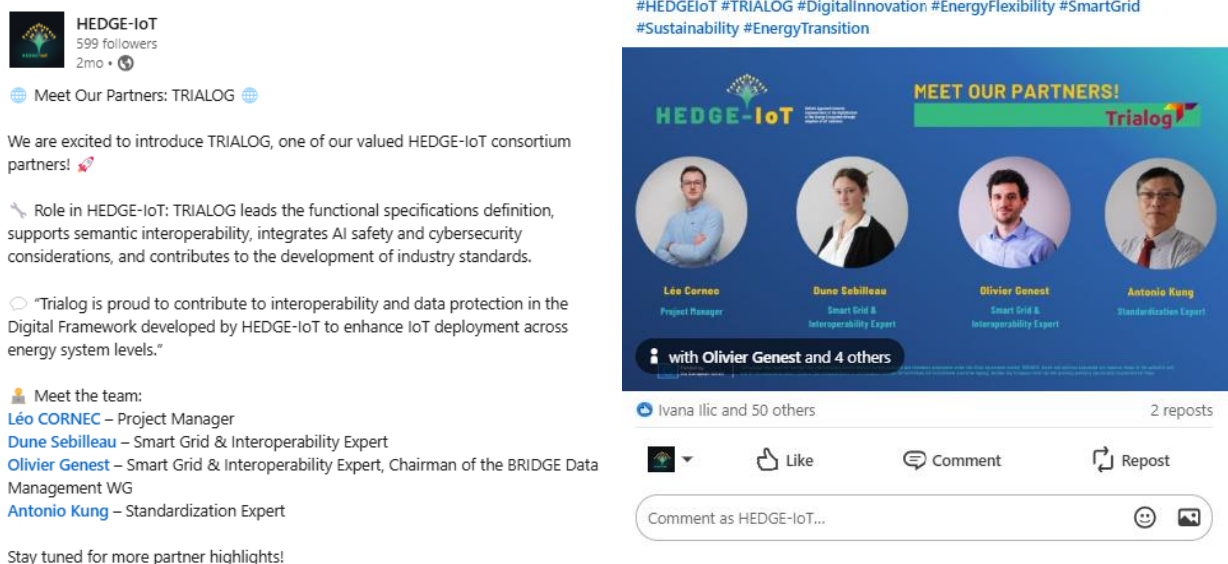 HEDGE-IoT
599 followers
2mo •
Meet Our Partners: TRIALOG
We are excited to introduce TRIALOG, one of our valued HEDGE-IoT consortium
partners!
Role in HEDGE-IoT: TRIALOG leads the functional specifications definition,
supports semantic interoperability, integrates AI safety and cybersecurity
considerations, and contributes to the development of industry standards.
“Trialog is proud to contribute to interoperability and data protection in the
Digital Framework developed by HEDGE-IoT to enhance IoT deployment across
energy system levels.”
Meet the team:
Léo CORNEC – Project Manager
Dune Sebilleau – Smart Grid & Interoperability Expert
Olivier Genest – Smart Grid & Interoperability Expert, Chairman of the BRIDGE Data
Management WG
Antonio Kung – Standardization Expert
Stay tuned for more partner highlights!
#HEDGEIoT #TRIALOG #DigitalInnovation #EnergyFlexibility #SmartGrid
#Sustainability #EnergyTransition
HEDGE-IoT
MEET OUR PARTNERS!
Trialog
Léo Cornec
Project Manager
Dune Sebilleau
Smart Grid &
Interoperability Expert
Olivier Genest
Smart Grid &
Interoperability Expert
Antonio Kung
Standardization Expert
with Olivier Genest and 4 others
Ivana Ilic and 50 others
2 reposts
Like
Comment
Repost
Comment as HEDGE-IoT...